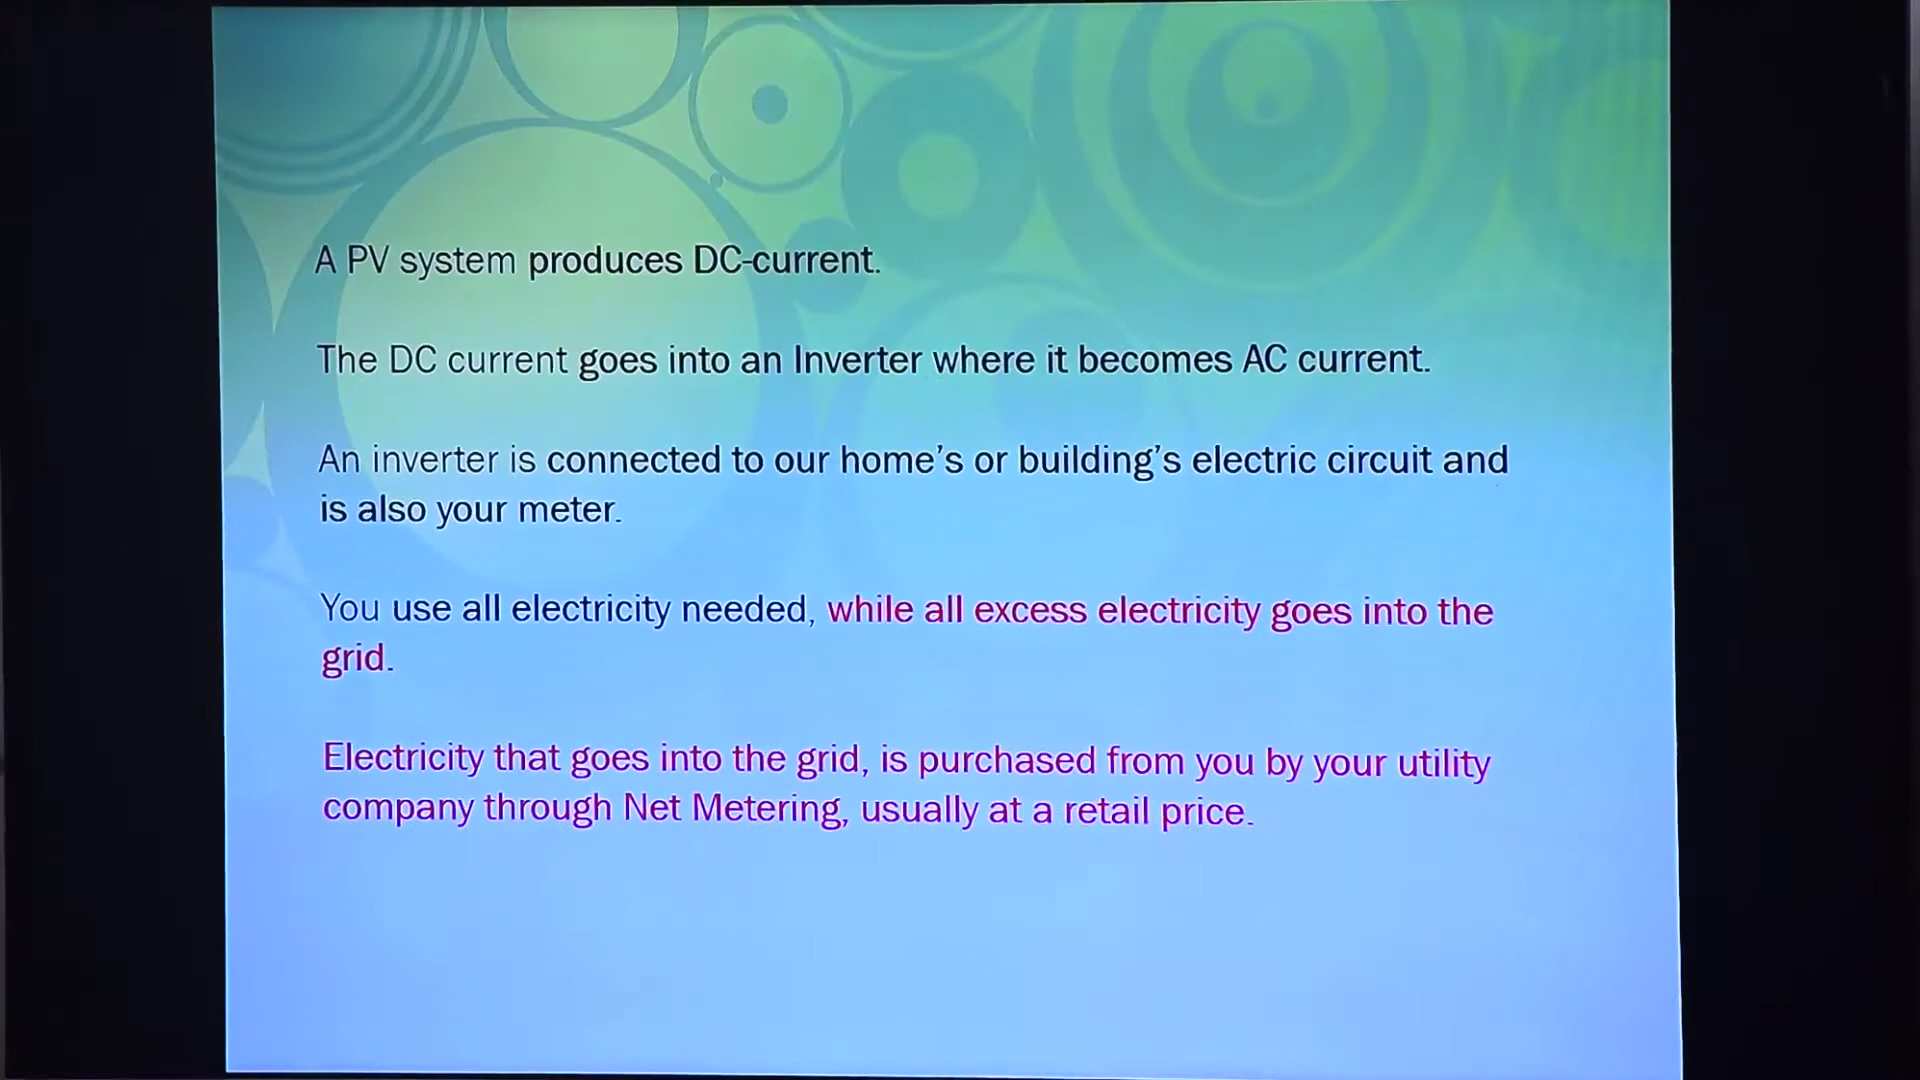 A PV system produces DC-current.
The DC current goes into an Inverter where it becomes AC current.
An inverter is connected to our home's or building's electric circuit and
is also your meter.
You use all electricity needed, while all excess electricity goes into the
grid.
Electricity that goes into the grid, is purchased from you by your utility
company through Net Metering, usually at a retail price.